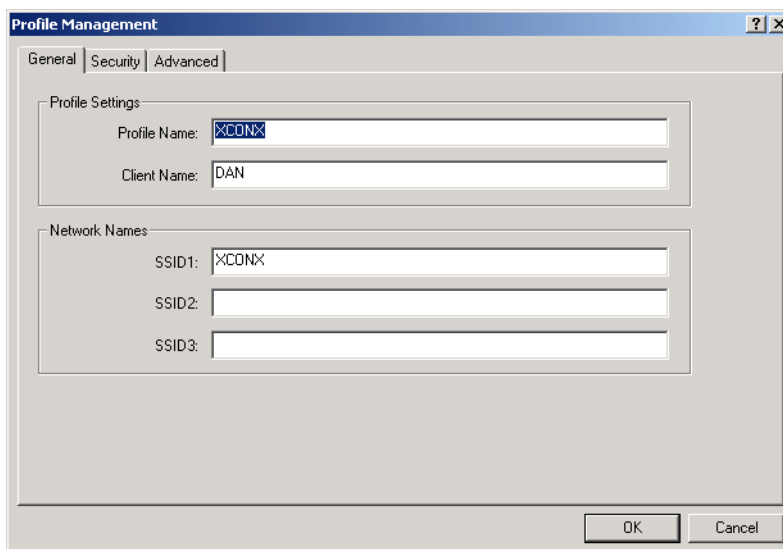 Profile Management
General Security Advanced
Profile Settings
Profile Name: XCONX
Client Name: DAN
Network Names
SSID1: XCONX
SSID2:
SSID3:
OK Cancel